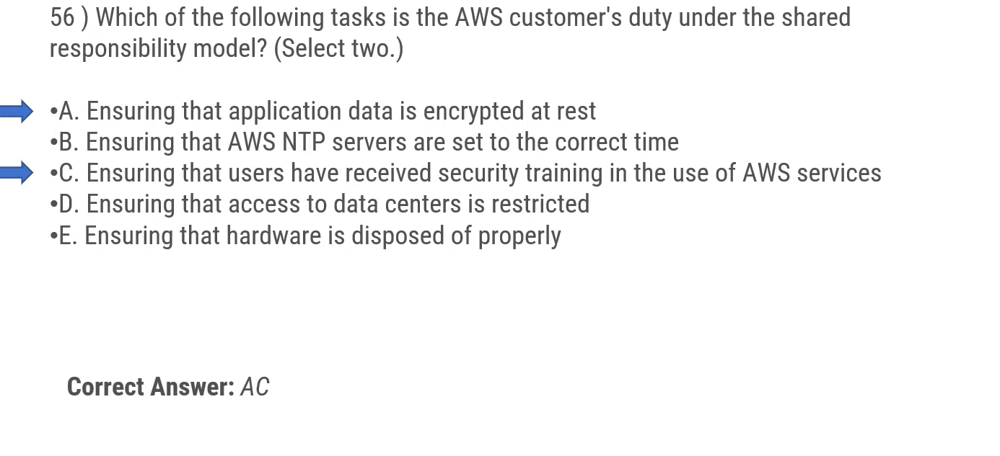 56 ) Which of the following tasks is the AWS customer's duty under the shared
responsibility model? (Select two.)
•A. Ensuring that application data is encrypted at rest
•B. Ensuring that AWS NTP servers are set to the correct time
•C. Ensuring that users have received security training in the use of AWS services
•D. Ensuring that access to data centers is restricted
•E. Ensuring that hardware is disposed of properly
Correct Answer: AC